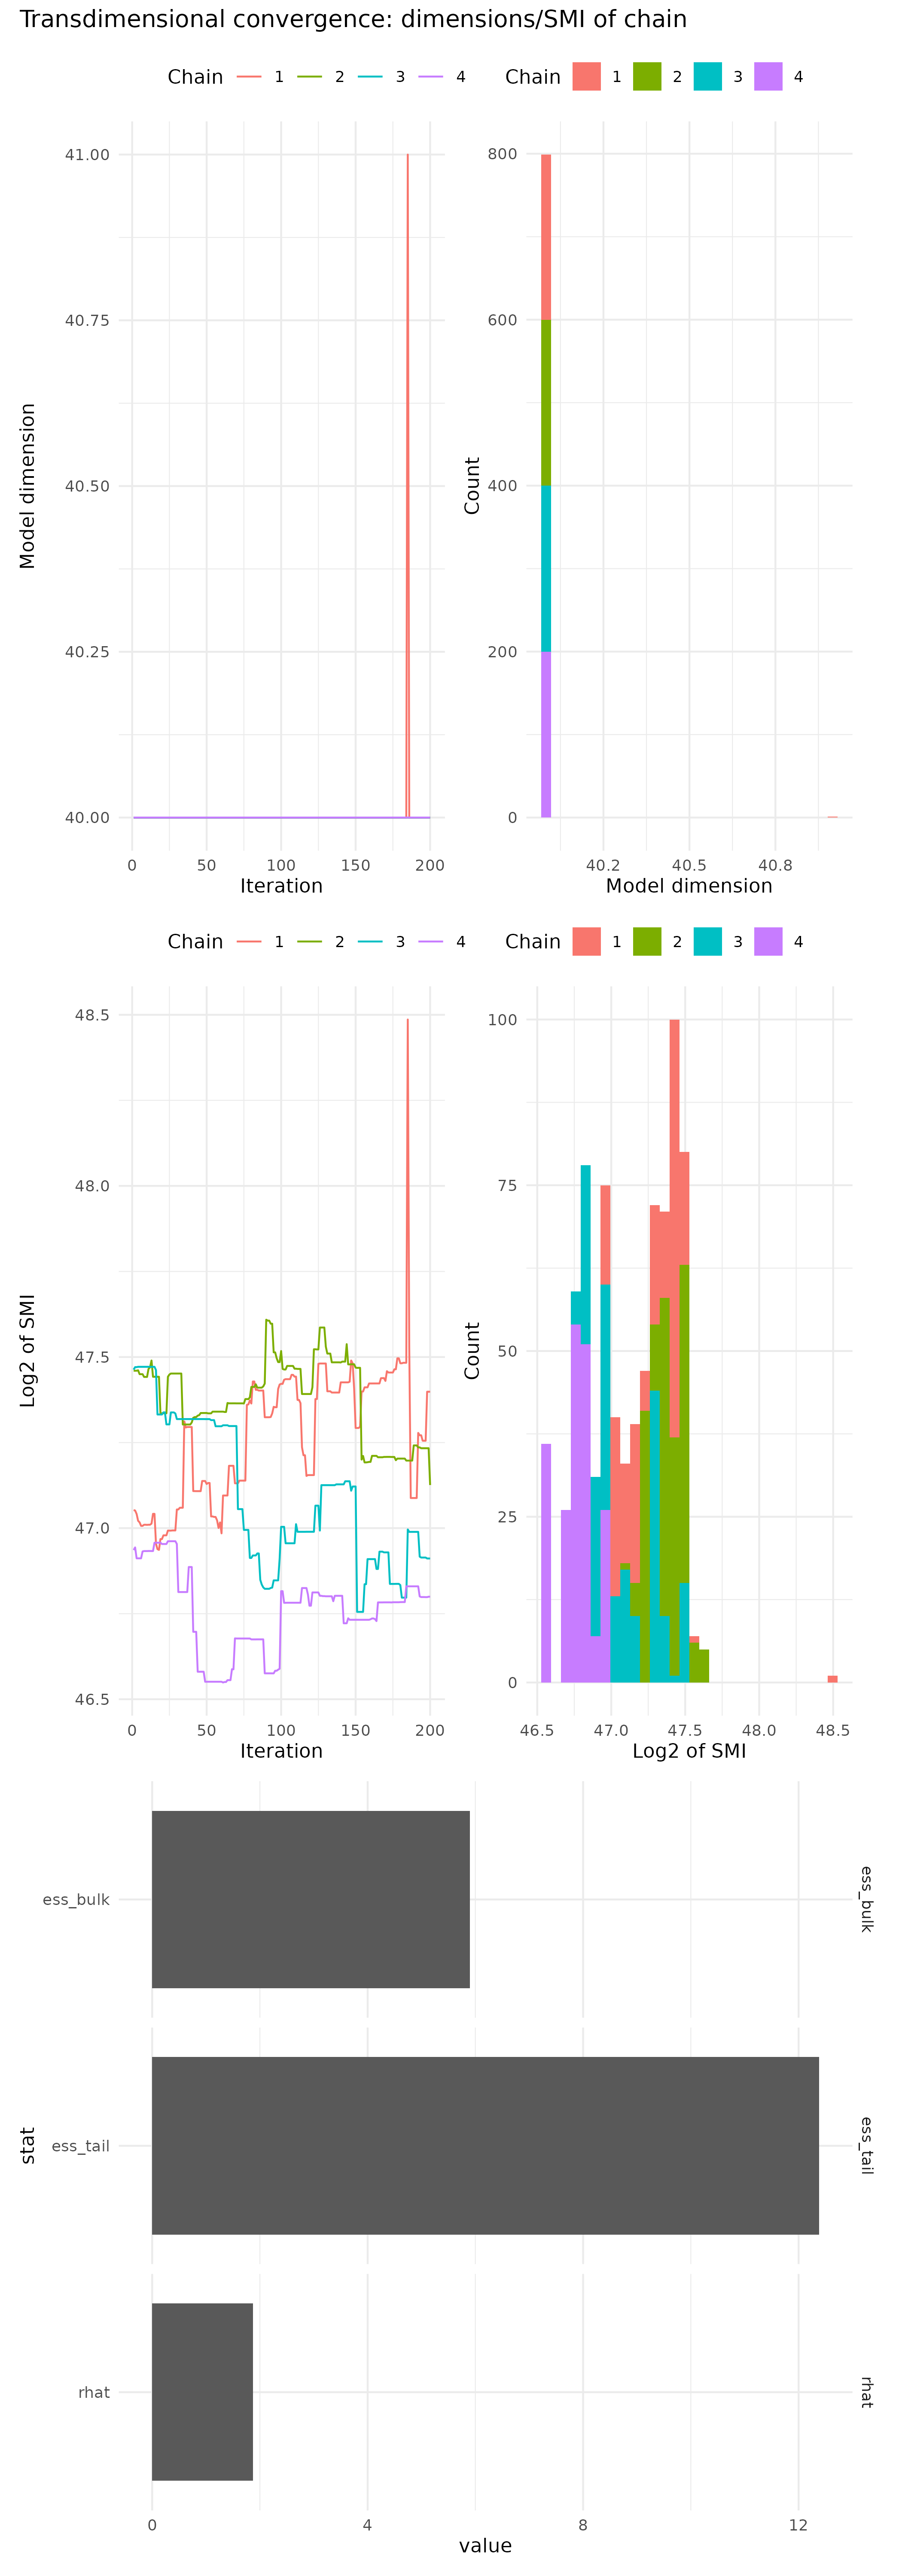 Transdimensional convergence: dimensions/SMI of chain
Chain 1 2 3 4
Chain 1 2 3 4
41.00
40.75
40.50
40.25
40.00
Model dimension
0 50 100 150 200
Iteration
800
600
400
200
0
Count
40.2 40.5 40.8
Model dimension
Chain 1 2 3 4
Chain 1 2 3 4
48.5
48.0
47.5
47.0
46.5
Log2 of SMI
0 50 100 150 200
Iteration
100
75
50
25
0
Count
46.5 47.0 47.5 48.0 48.5
Log2 of SMI
ess_bulk
ess_bulk
stat
ess_tail
ess_tail
rhat
rhat
0 4 8 12
value